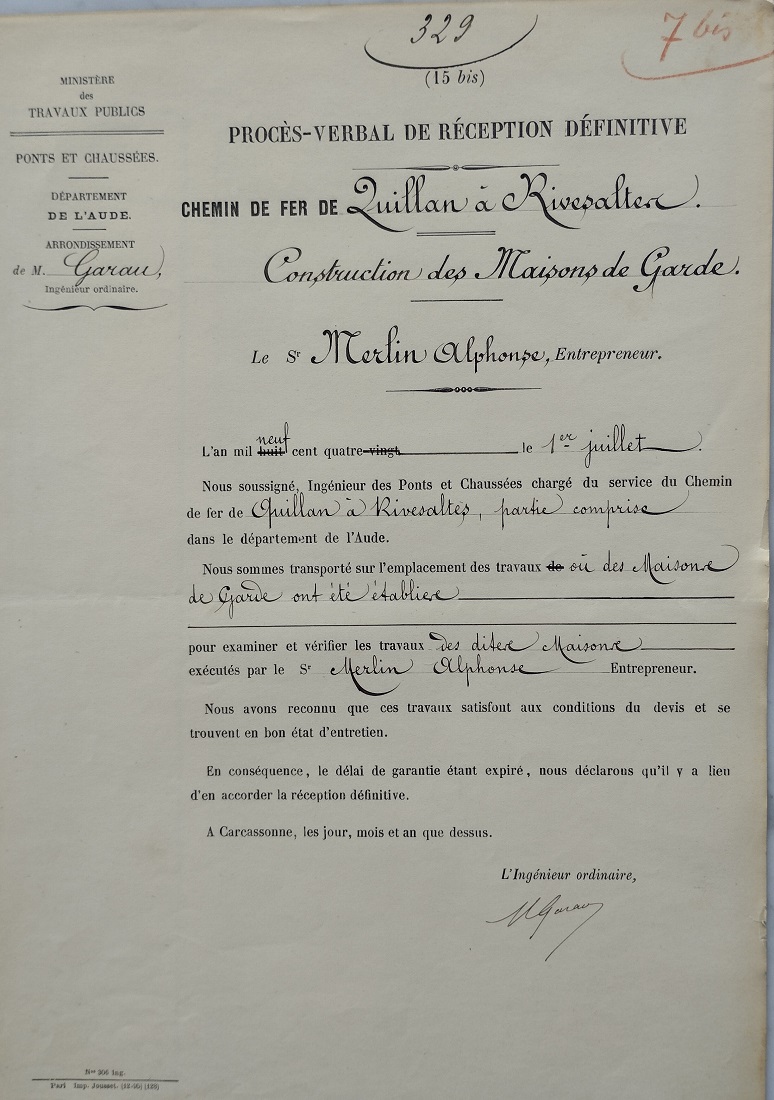 329
7 bis
(15 bis)
MINISTÈRE
des
TRAVAUX PUBLICS
PONTS ET CHAUSSÉES.
DÉPARTEMENT
DE L'AUDE.
ARRONDISSEMENT
de M. Garau,
Ingénieur ordinaire.
PROCÈS-VERBAL DE RÉCEPTION DÉFINITIVE
CHEMIN DE FER DE Quillan à Rivesaltes.
Construction des Maisons de Garde.
Le Sr Merlin Alphonse, Entrepreneur.
neuf
L'an mil huit cent quatre-vingt le 1er juillet.
Nous soussigné, Ingénieur des Ponts et Chaussées chargé du service du Chemin
de fer de Quillan à Rivesaltes, partie comprise
dans le département de l'Aude.
Nous sommes transporté sur l'emplacement des travaux de où des Maisons
de Garde ont été établies
pour examiner et vérifier les travaux des dites Maisons
exécutés par le Sr Merlin Alphonse Entrepreneur.
Nous avons reconnu que ces travaux satisfont aux conditions du devis et se
trouvent en bon état d'entretien.
En conséquence, le délai de garantie étant expiré, nous déclarons qu'il y a lieu
d'en accorder la réception définitive.
A Carcassonne, les jour, mois et an que dessus.
L'Ingénieur ordinaire,
Garau
306 Ing.
Imp. Jousset.